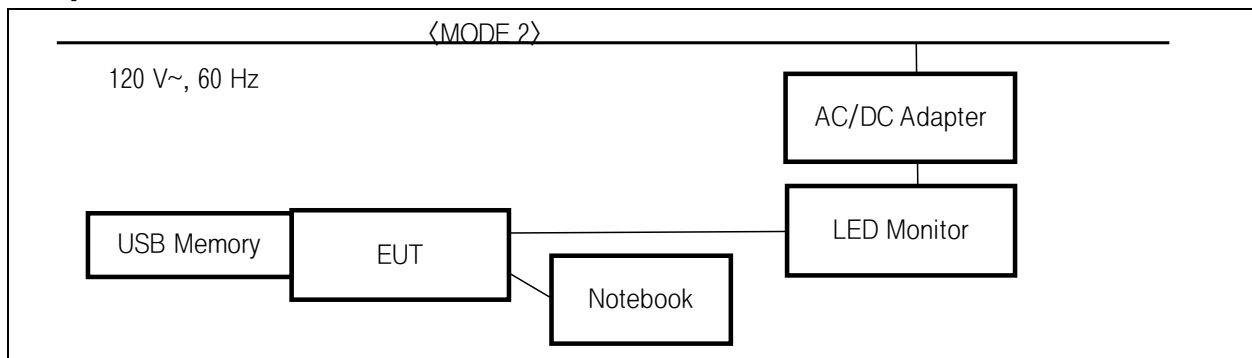 〈MODE 2〉
120 V~, 60 Hz
AC/DC Adapter
LED Monitor
USB Memory
EUT
Notebook